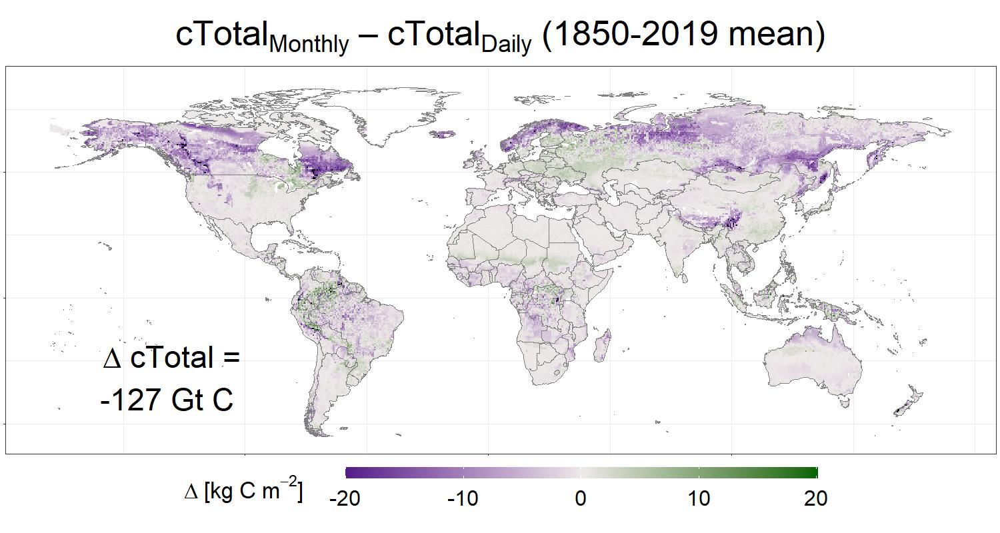 cTotalMonthly – cTotalDaily (1850-2019 mean)
Δ cTotal =
-127 Gt C
Δ [kg C m−2]
-20 -10 0 10 20